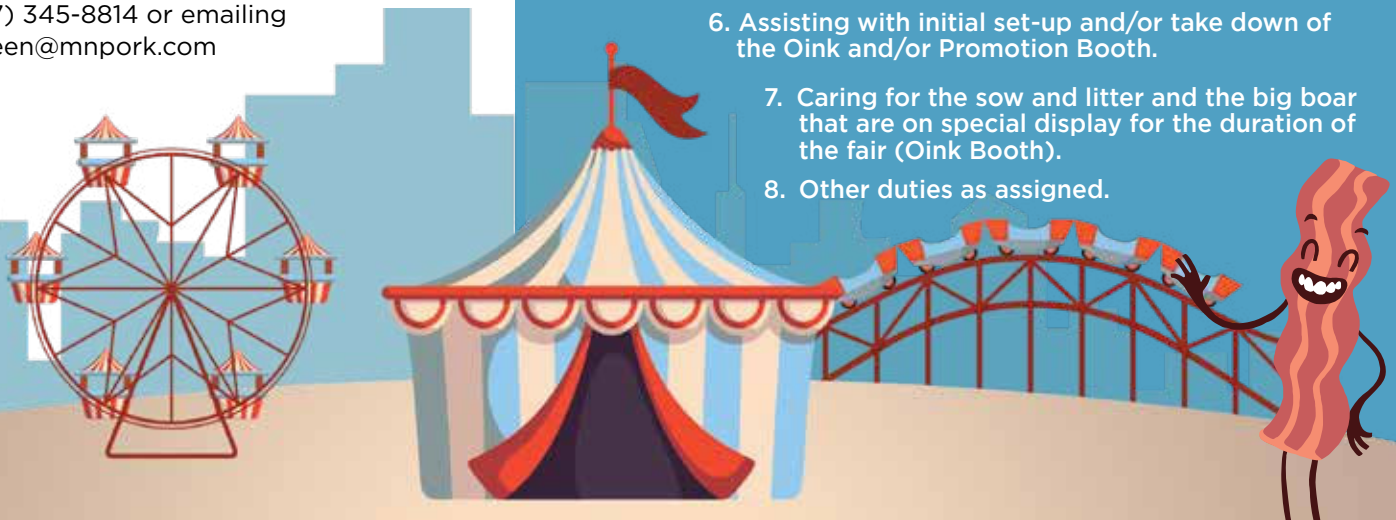 7) 345-8814 or emailing
een@mnpork.com
6. Assisting with initial set-up and/or take down of
the Oink and/or Promotion Booth.
7. Caring for the sow and litter and the big boar
that are on special display for the duration of
the fair (Oink Booth).
8. Other duties as assigned.